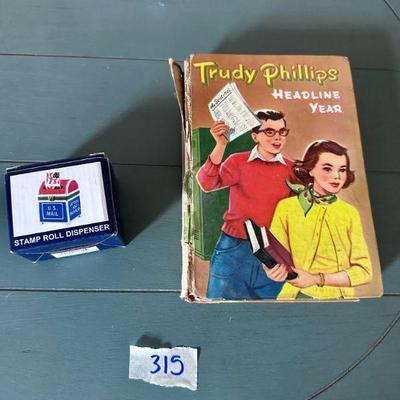 Trudy Phillips
HEADLINE
YEAR
U.S.
MAIL
STAMP ROLL DISPENSER
315